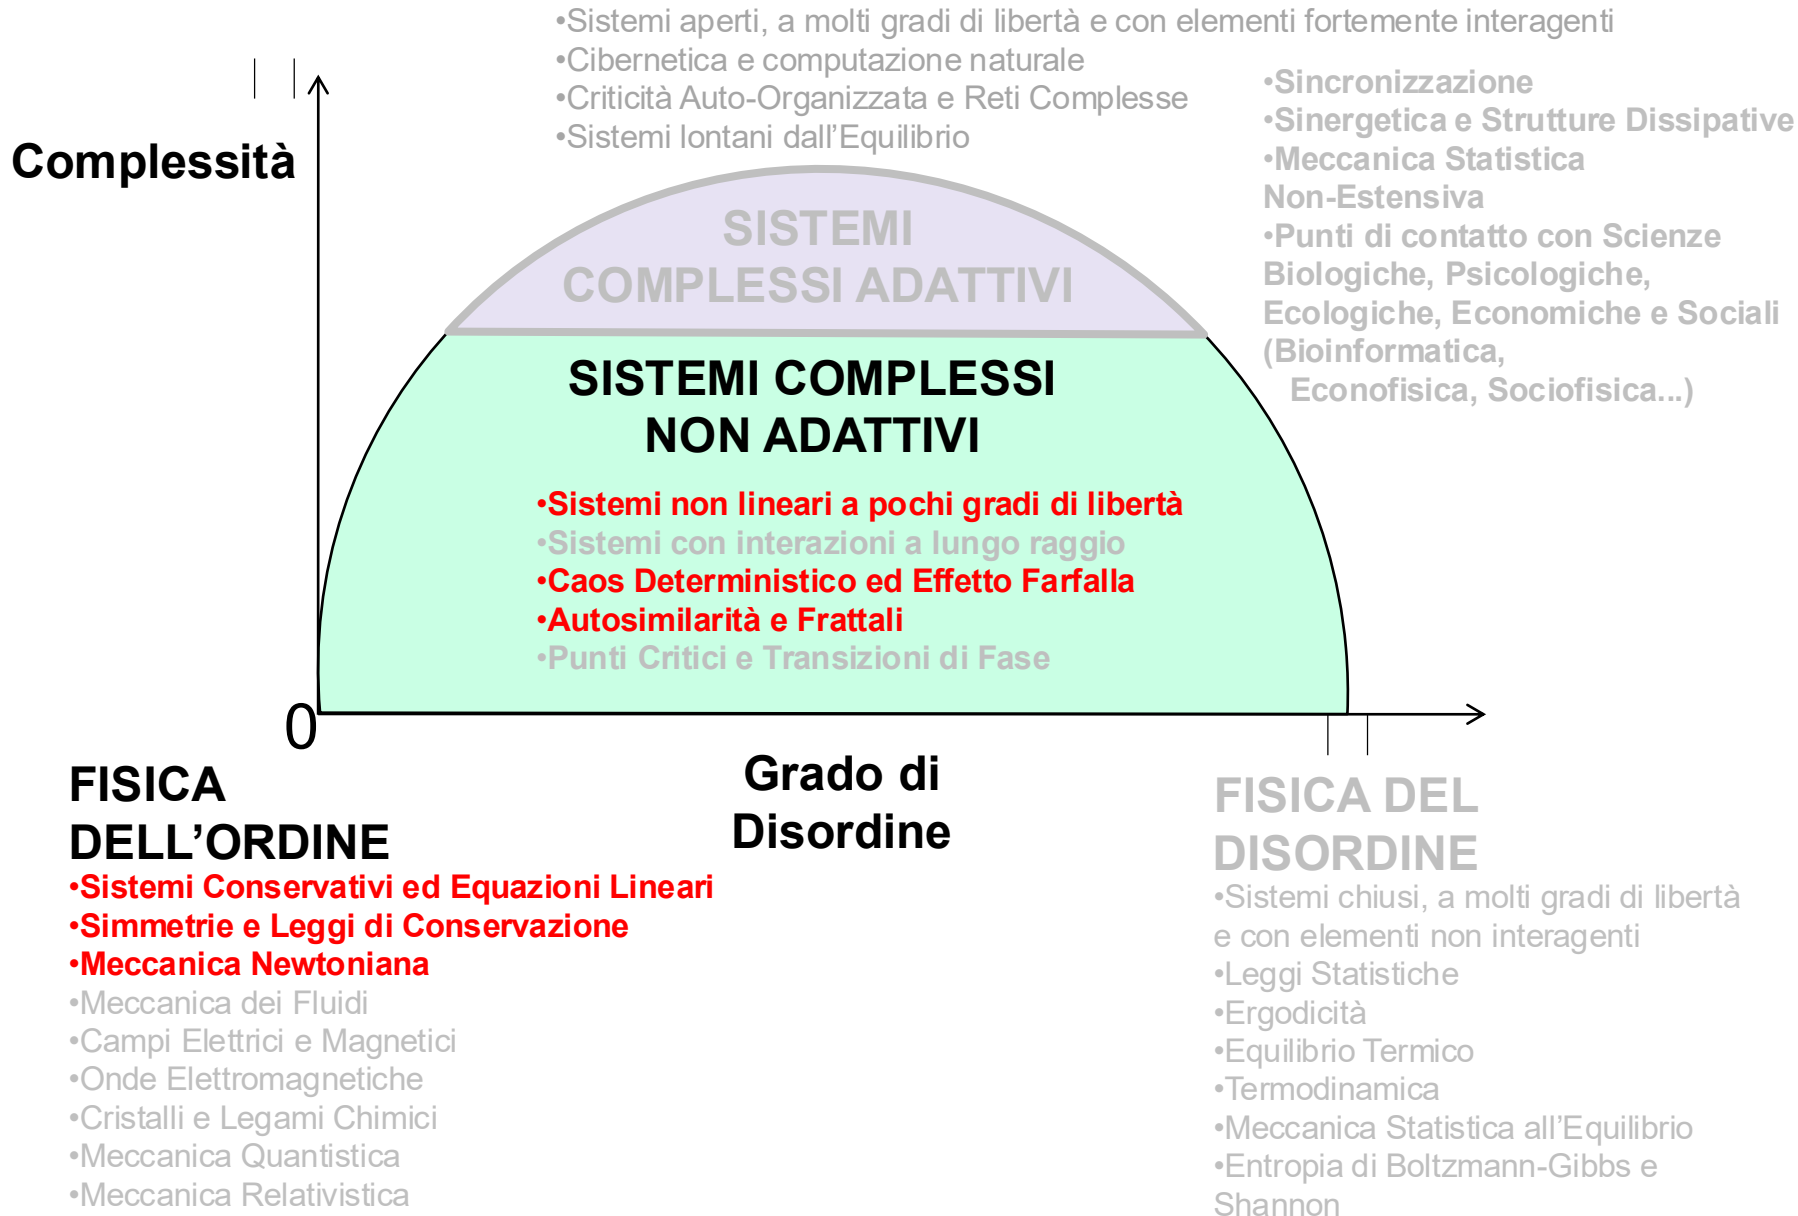 •Sistemi aperti, a molti gradi di libertà e con elementi fortemente interagenti
•Cibernetica e computazione naturale
•Criticità Auto-Organizzata e Reti Complesse
•Sistemi lontani dall’Equilibrio
•Sincronizzazione
•Sinergetica e Strutture Dissipative
•Meccanica Statistica
Non-Estensiva
•Punti di contatto con Scienze
Biologiche, Psicologiche,
Ecologiche, Economiche e Sociali
(Bioinformatica,
Econofisica, Sociofisica...)
Complessità
SISTEMI
COMPLESSI ADATTIVI
SISTEMI COMPLESSI
NON ADATTIVI
•Sistemi non lineari a pochi gradi di libertà
•Sistemi con interazioni a lungo raggio
•Caos Deterministico ed Effetto Farfalla
•Autosimilarità e Frattali
•Punti Critici e Transizioni di Fase
0
Grado di
Disordine
FISICA
DELL’ORDINE
•Sistemi Conservativi ed Equazioni Lineari
•Simmetrie e Leggi di Conservazione
•Meccanica Newtoniana
•Meccanica dei Fluidi
•Campi Elettrici e Magnetici
•Onde Elettromagnetiche
•Cristalli e Legami Chimici
•Meccanica Quantistica
•Meccanica Relativistica
FISICA DEL
DISORDINE
•Sistemi chiusi, a molti gradi di libertà
e con elementi non interagenti
•Leggi Statistiche
•Ergodicità
•Equilibrio Termico
•Termodinamica
•Meccanica Statistica all’Equilibrio
•Entropia di Boltzmann-Gibbs e
Shannon